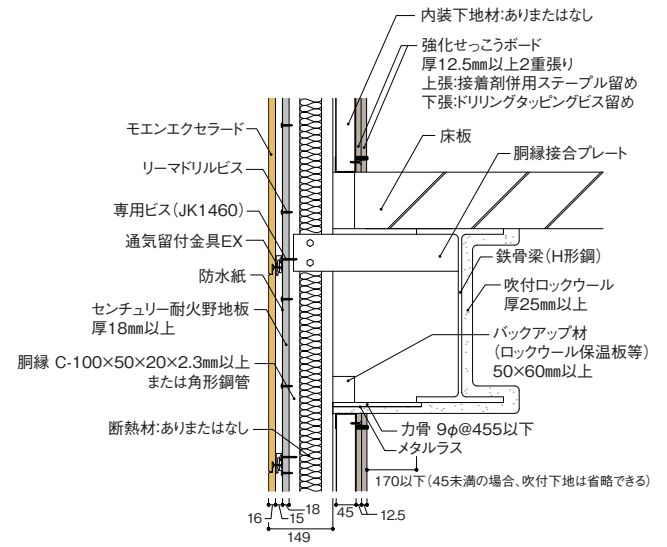 内装下地材:ありまたはなし
強化せっこうボード
厚12.5mm以上2重張り
上張:接着剤併用ステープル留め
下張:ドリリングタッピングビス留め
床板
胴縁接合プレート
モエンエクセラード
リーマドリルビス
専用ビス(JK1460)
通気留付金具EX
防水紙
センチュリー耐火野地板
厚18mm以上
胴縁 C-100×50×20×2.3mm以上
または角形鋼管
断熱材:ありまたはなし
鉄骨梁(H形鋼)
吹付ロックウール
厚25mm以上
バックアップ材
(ロックウール保温板等)
50×60mm以上
力骨 9φ@455以下
メタルラス
170以下(45未満の場合、吹付下地は省略できる)
16
15
18
45
12.5
149